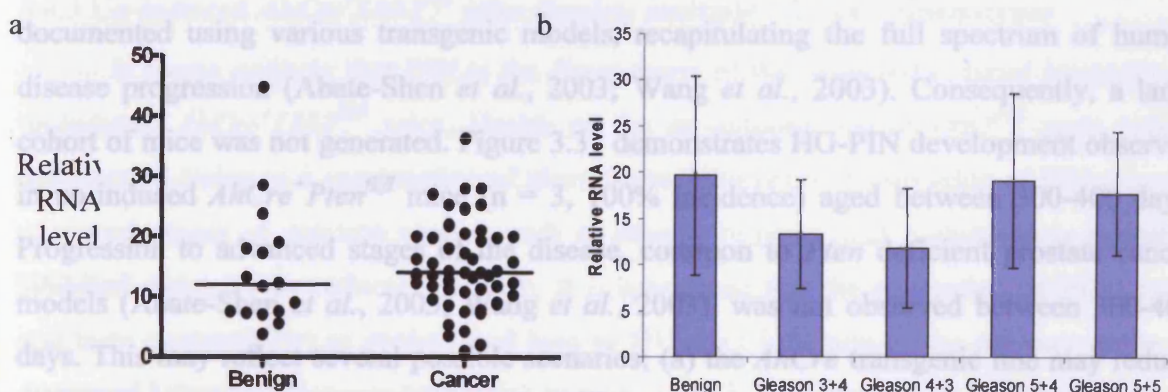 a
b
documented using various transgenic models, recapitulating the full spectrum of hum
disease progression (Abate-Shen et al., 2003; Wang et al., 2003). Consequently, a
cohort of mice was not generated. Figure 3.3 demonstrates HG-PIN development observ
mice n = 3, 100% incidence) aged between 300-400 day
Progression to advanced stages of the disease, common to Pten deficient prostate canc
models (Abate-Shen et al., 2003; Wang et al., 2003) was not observed between 300-40
days. This may reflect several possible scenarios; (a) the AhCre transgenic line may redu
50
40
30
20
10
0
Relativ
RNA
level
Benign
Cancer
Relative RNA level
35
30
25
20
15
10
5
0
Benign
Gleason 3+4
Gleason 4+3
Gleason 5+4
Gleason 5+5